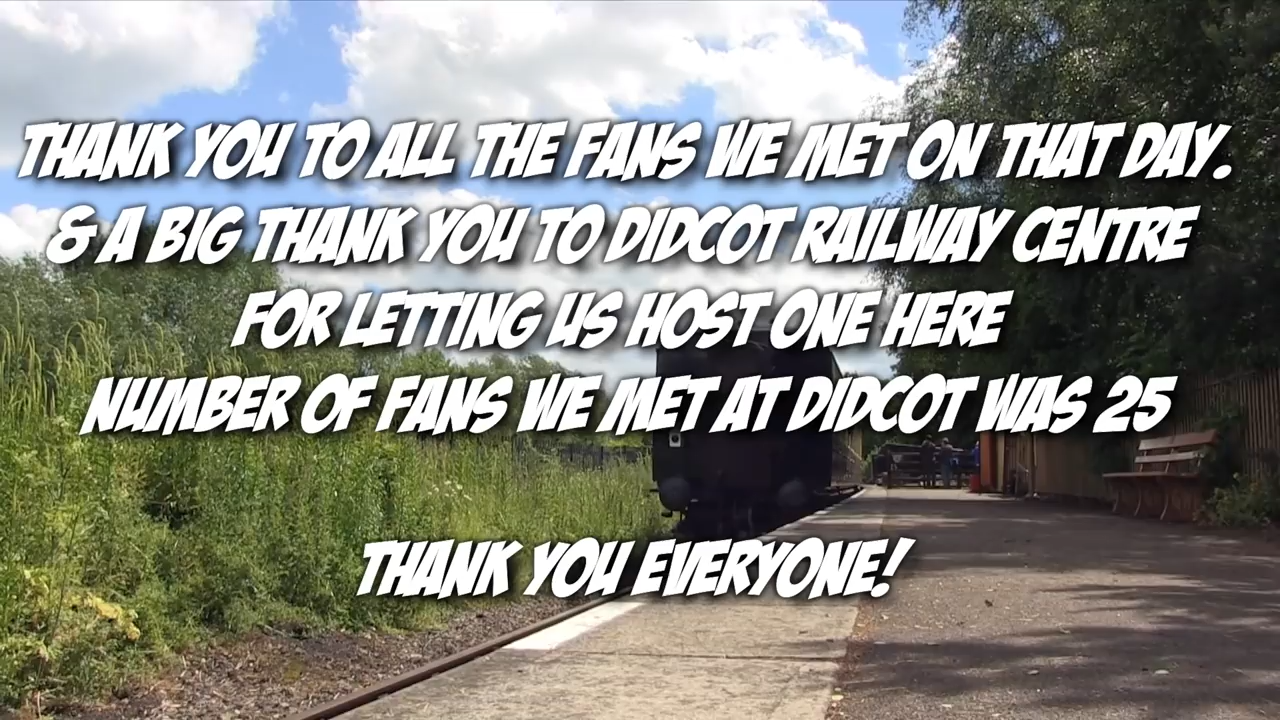 THANK YOU TO ALL THE FANS WE MET ON THAT DAY.
& A BIG THANK YOU TO DIDCOT RAILWAY CENTRE
FOR LETTING US HOST ONE HERE
NUMBER OF FANS WE MET AT DIDCOT WAS 25
THANK YOU EVERYONE!